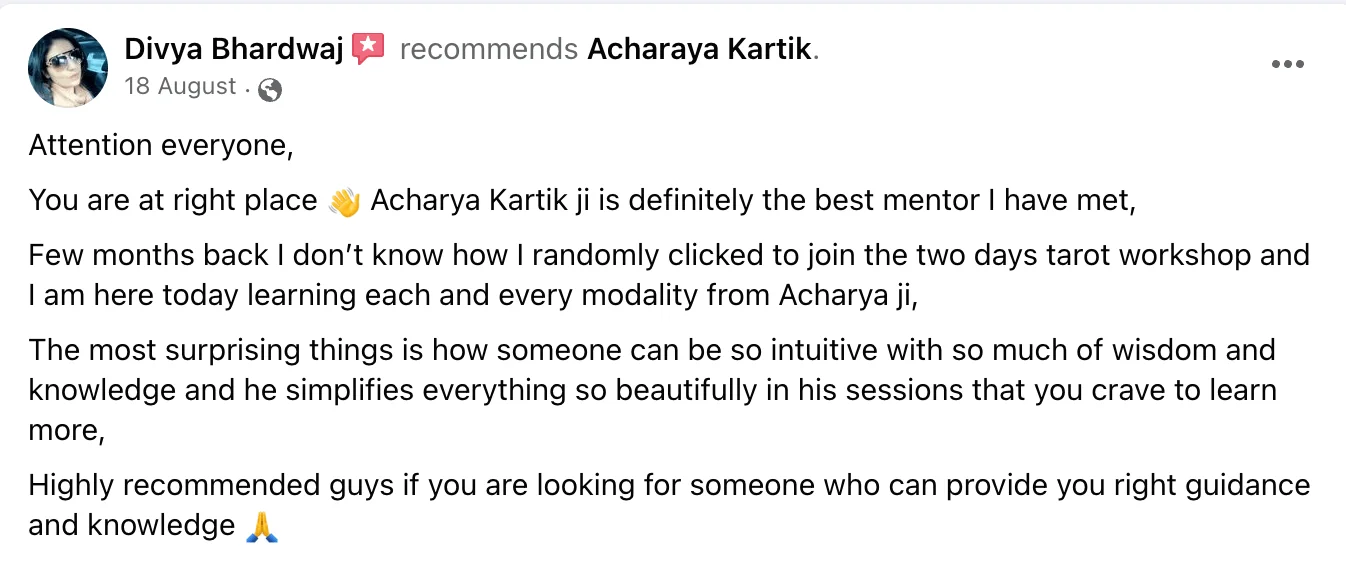 Divya Bhardwaj recommends Acharaya Kartik.
18 August ·
Attention everyone,
You are at right place 👋 Acharya Kartik ji is definitely the best mentor I have met,
Few months back I don’t know how I randomly clicked to join the two days tarot workshop and
I am here today learning each and every modality from Acharya ji,
The most surprising things is how someone can be so intuitive with so much of wisdom and
knowledge and he simplifies everything so beautifully in his sessions that you crave to learn
more,
Highly recommended guys if you are looking for someone who can provide you right guidance
and knowledge 🙏